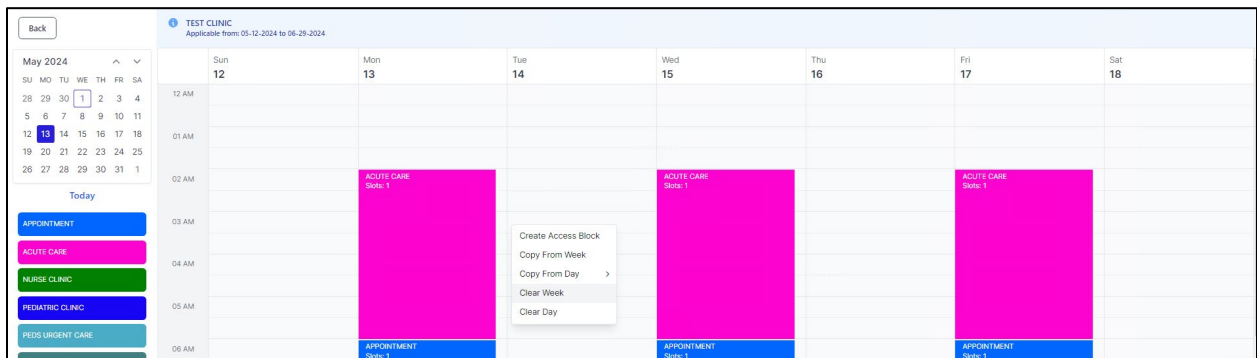 Back
TEST CLINIC
Applicable from: 05-12-2024 to 06-29-2024
May 2024
SU MO TU WE TH FR SA
28 29 30 1 2 3 4
5 6 7 8 9 10 11
12 13 14 15 16 17 18
19 20 21 22 23 24 25
26 27 28 29 30 31 1
Today
APPOINTMENT
ACUTE CARE
NURSE CLINIC
PEDIATRIC CLINIC
PEDS URGENT CARE
Sun Mon Tue Wed Thu Fri Sat
12 13 14 15 16 17 18
12 AM
01 AM
02 AM
ACUTE CARE ACUTE CARE ACUTE CARE
Slots: 1 Slots: 1 Slots: 1
03 AM
Create Access Block
Copy From Week
04 AM
Copy From Day
Clear Week
05 AM
Clear Day
06 AM
APPOINTMENT APPOINTMENT APPOINTMENT
Slots: 1 Slots: 1 Slots: 1